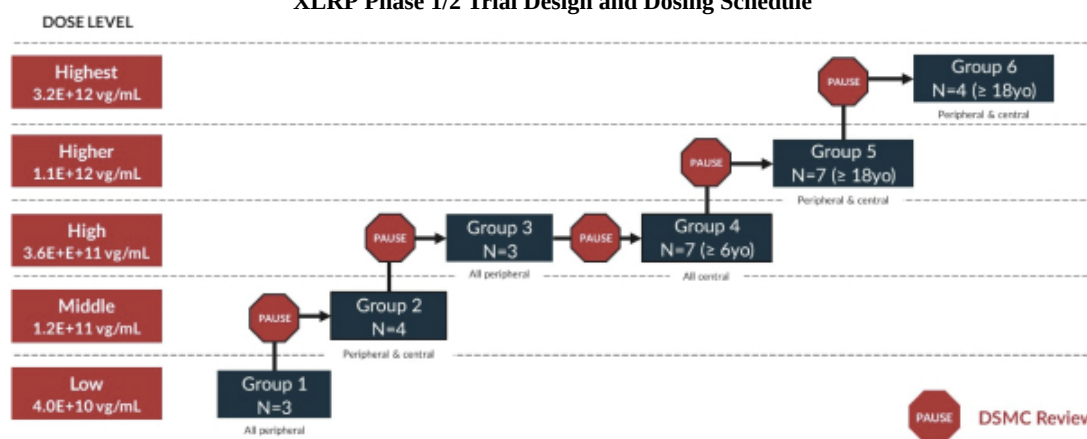 XLRP Phase 1/2 Trial Design and Dosing Schedule
DOSE LEVEL
Highest
3.2E+12 vg/mL
PAUSE
Group 6
N=4 (≥ 18yo)
Peripheral & central
Higher
1.1E+12 vg/mL
PAUSE
Group 5
N=7 (≥ 18yo)
Peripheral & central
High
3.6E+E+11 vg/mL
PAUSE
Group 3
N=3
All peripheral
PAUSE
Group 4
N=7 (≥ 6yo)
All central
Middle
1.2E+11 vg/mL
PAUSE
Group 2
N=4
Peripheral & central
Low
4.0E+10 vg/mL
Group 1
N=3
All peripheral
PAUSE
DSMC Review